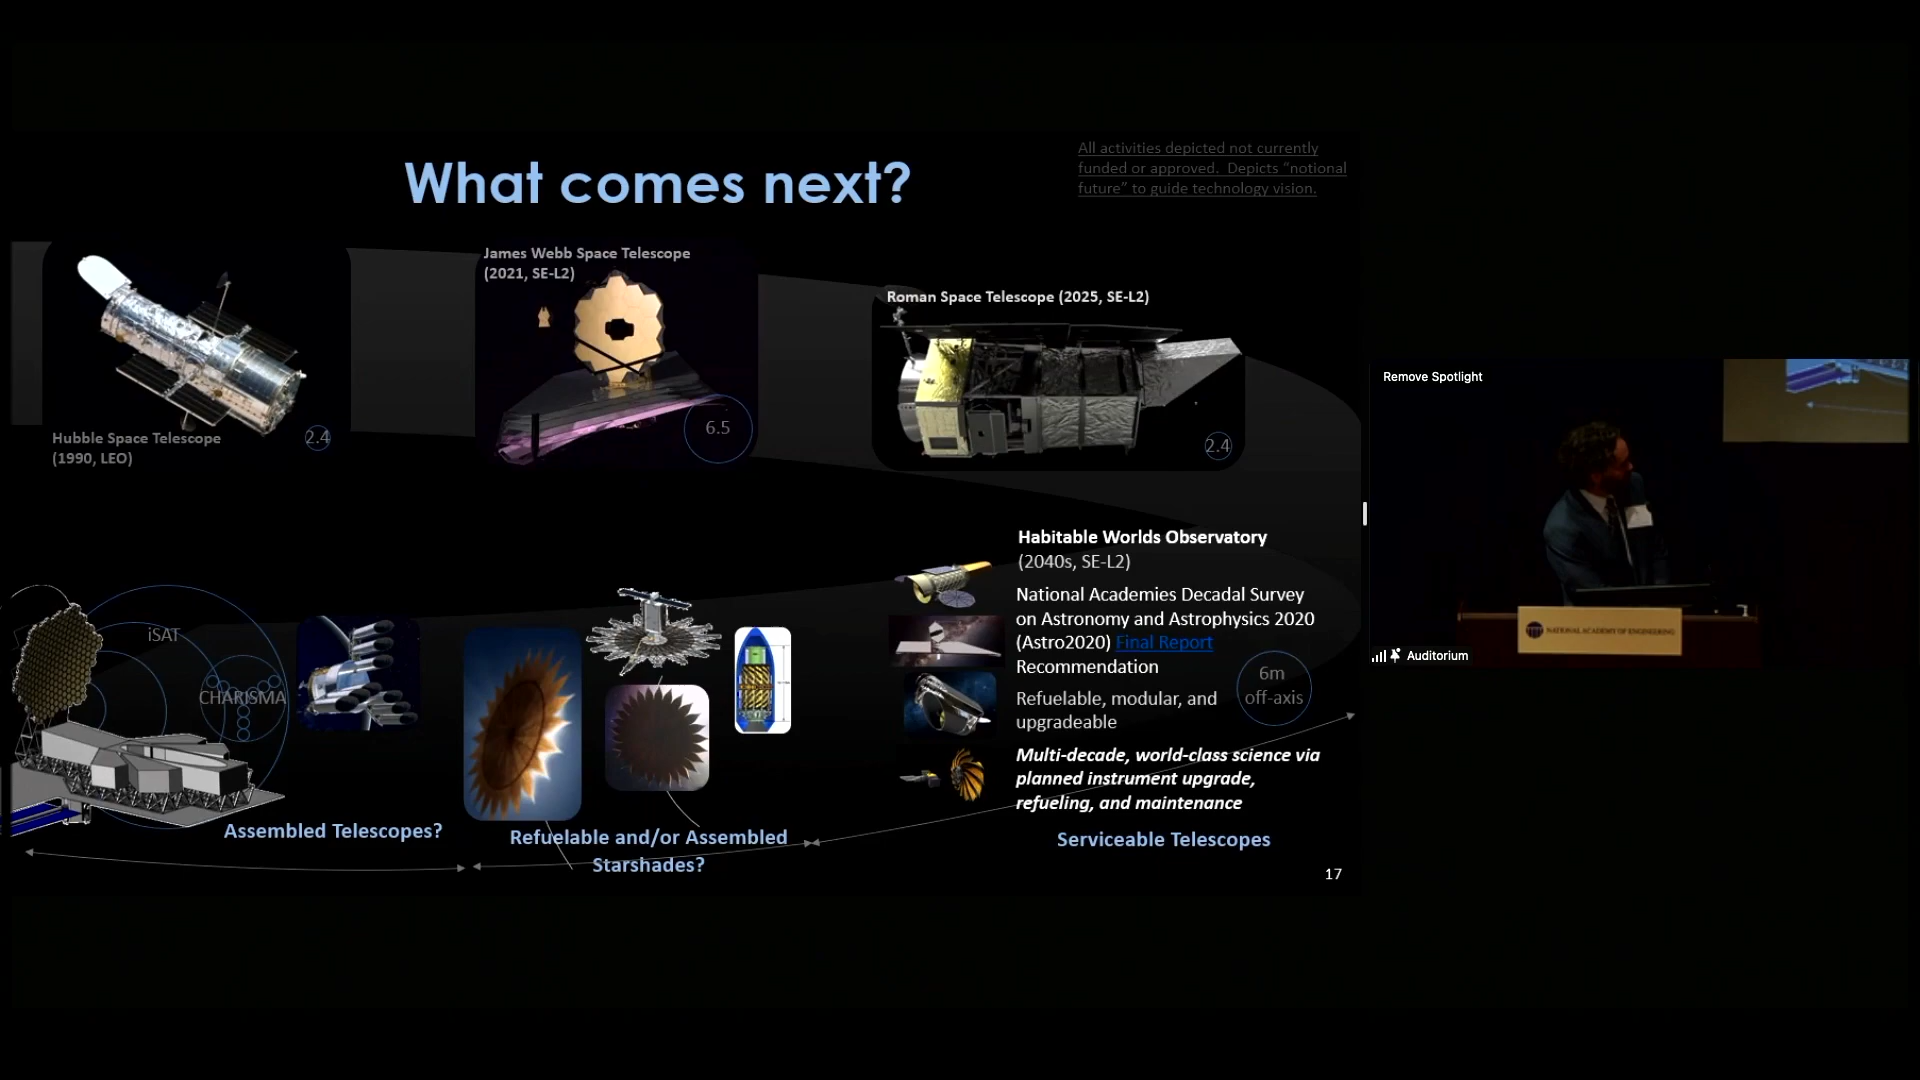 What comes next?
All activities depicted not currently
funded or approved. Depicts “notional
future” to guide technology vision.
Hubble Space Telescope
(1990, LEO)
2.4
James Webb Space Telescope
(2021, SE-L2)
6.5
Roman Space Telescope (2025, SE-L2)
2.4
iSAT
CHARISMA
Assembled Telescopes?
Refuelable and/or Assembled
Starshades?
Habitable Worlds Observatory
(2040s, SE-L2)
National Academies Decadal Survey
on Astronomy and Astrophysics 2020
(Astro2020) Final Report
Recommendation
Refuelable, modular, and
upgradeable
6m
off-axis
Multi-decade, world-class science via
planned instrument upgrade,
refueling, and maintenance
Serviceable Telescopes
17
Remove Spotlight
NATIONAL ACADEMY OF ENGINEERING
Auditorium